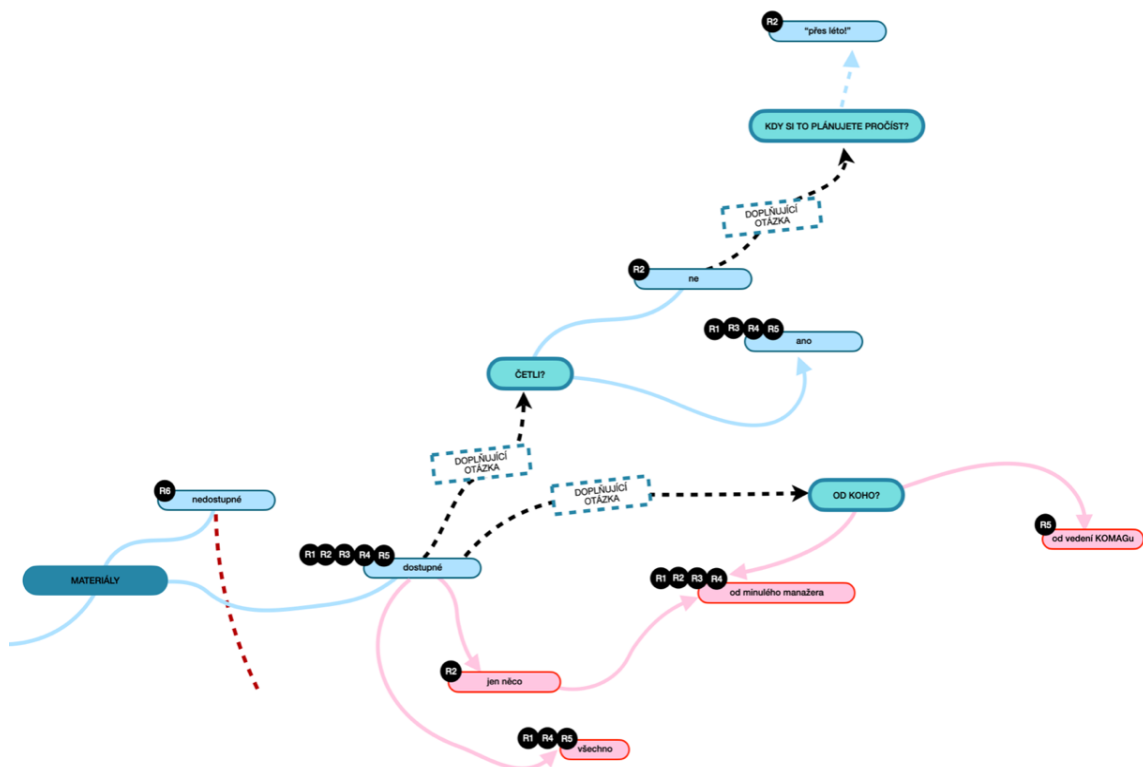 R2
"přes léto!"
KDY SI TO PLÁNUJETE PROČÍST?
DOPLŇUJÍCÍ
OTÁZKA
R2
ne
R1 R3 R4 R5
ano
ČETLI?
DOPLŇUJÍCÍ
OTÁZKA
DOPLŇUJÍCÍ
OTÁZKA
OD KOHO?
R6
nedostupné
R5
od vedení KOMAGu
R1 R2 R3 R4 R5
dostupné
MATERIÁLY
R1 R2 R3 R4
od minulého manažera
R2
jen něco
R1 R4 R5
všechno